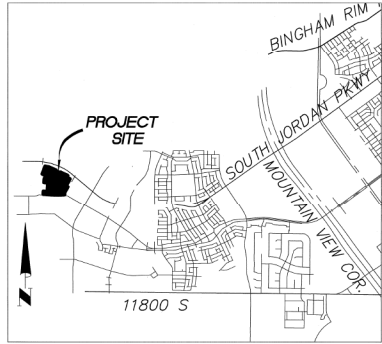 BINGHAM RIM
PROJECT
SITE
SOUTH JORDAN PKWY
MOUNTAIN VIEW COR.
N
11800 S